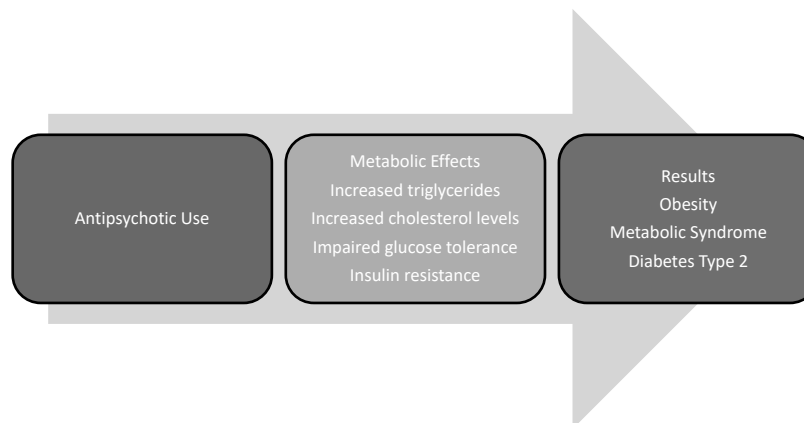 Antipsychotic Use
Metabolic Effects
Increased triglycerides
Increased cholesterol levels
Impaired glucose tolerance
Insulin resistance
Results
Obesity
Metabolic Syndrome
Diabetes Type 2